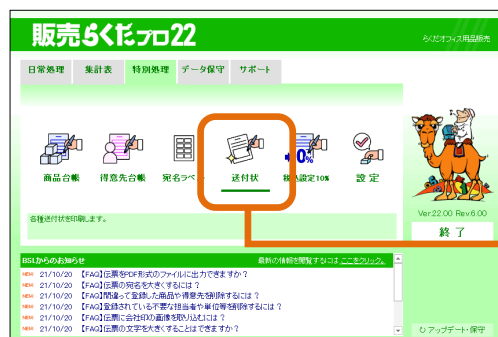 販売らくだプロ22
らくだオフィス用品販売
日常処理 集計表 特別処理 データ保守 サポート
商品台帳 得意先台帳 宛名ラベ 送付状 税込設定10% 設定
各種送付状を印刷します。
Ver.22.00 Rev.6.00
終了
BSLからのお知らせ 最新の情報を閲覧するには ここをクリック。
NEW 21/10/20 【FAQ】伝票をPDF形式のファイルに出力できますか？
NEW 21/10/20 【FAQ】伝票の宛名を大きくするには？
NEW 21/10/20 【FAQ】間違って登録した商品や得意先を削除するには？
NEW 21/10/20 【FAQ】登録されている不要な担当者や単位等を削除するには？
NEW 21/10/20 【FAQ】伝票に会社印の画像を取り込むには？
NEW 21/10/20 【FAQ】伝票の文字を大きくすることはできますか？
アップデート・保守